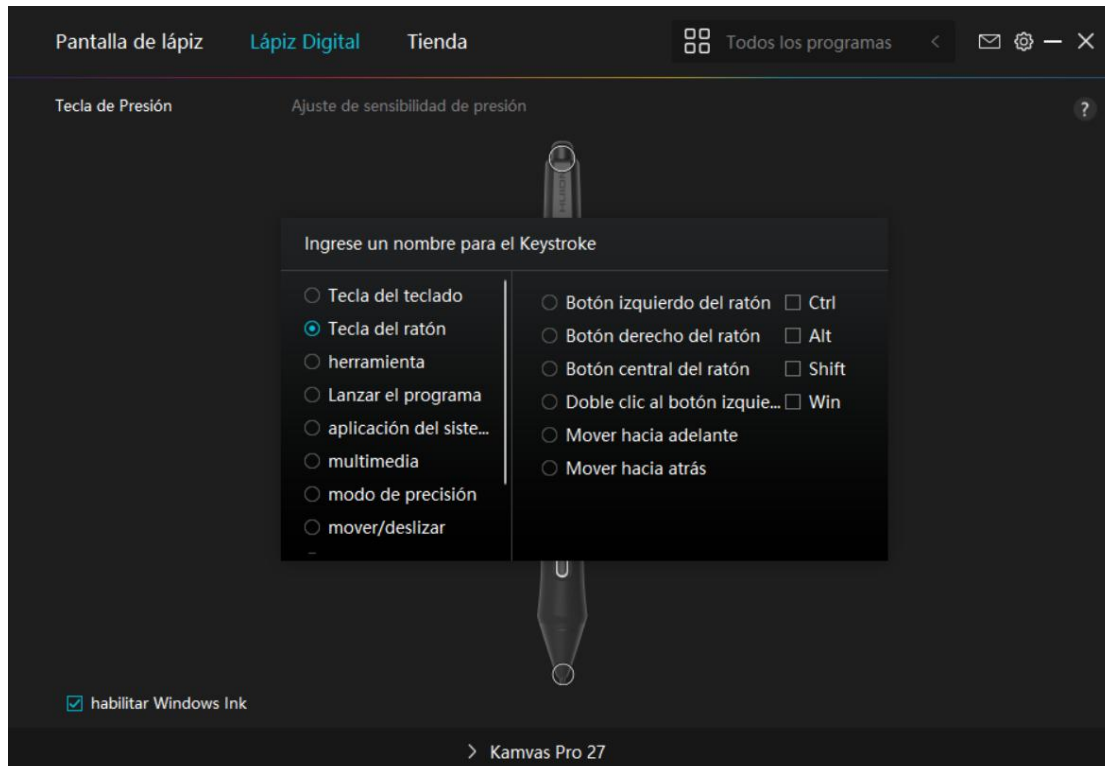 Pantalla de lápiz Lápiz Digital Tienda Todos los programas
Tecla de Presión Ajuste de sensibilidad de presión ?
HUION
Ingrese un nombre para el Keystroke
Tecla del teclado
Tecla del ratón
herramienta
Lanzar el programa
aplicación del siste...
multimedia
modo de precisión
mover/deslizar
Botón izquierdo del ratón Ctrl
Botón derecho del ratón Alt
Botón central del ratón Shift
Doble clic al botón izquie... Win
Mover hacia adelante
Mover hacia atrás
habilitar Windows Ink
Kamvas Pro 27